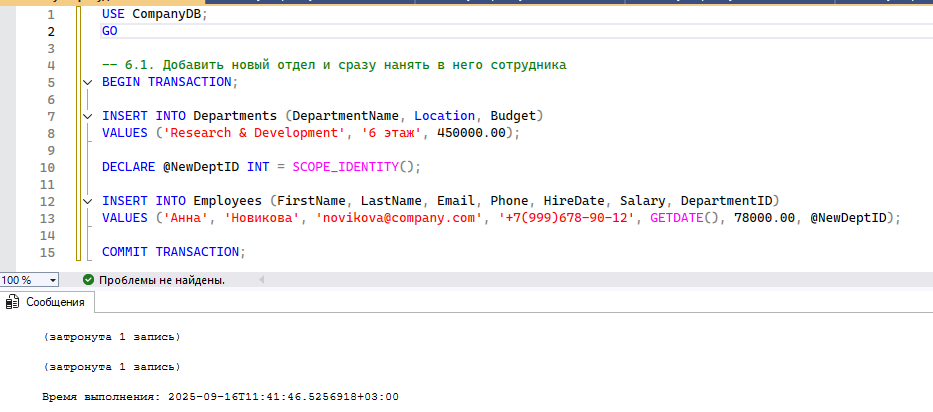 1 USE CompanyDB;
2 GO
3
4 -- 6.1. Добавить новый отдел и сразу нанять в него сотрудника
5 BEGIN TRANSACTION;
6
7 INSERT INTO Departments (DepartmentName, Location, Budget)
8 VALUES ('Research & Development', '6 этаж', 450000.00);
9
10 DECLARE @NewDeptID INT = SCOPE_IDENTITY();
11
12 INSERT INTO Employees (FirstName, LastName, Email, Phone, HireDate, Salary, DepartmentID)
13 VALUES ('Анна', 'Новикова', 'novikova@company.com', '+7(999)678-90-12', GETDATE(), 78000.00, @NewDeptID);
14
15 COMMIT TRANSACTION;
100 % Проблемы не найдены.
Сообщения
(затронута 1 запись)
(затронута 1 запись)
Время выполнения: 2025-09-16T11:41:46.5256918+03:00